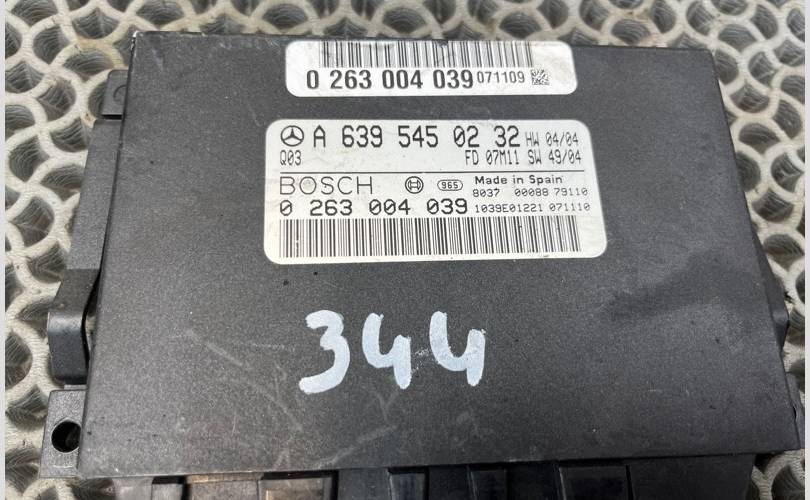 0 263 004 039 071109
A 639 545 02 32 HW 04/04
Q03 FD 07M11 SW 49/04
BOSCH 965 Made in Spain
8037 00088 79110
0 263 004 039 1039E01221 071110
344